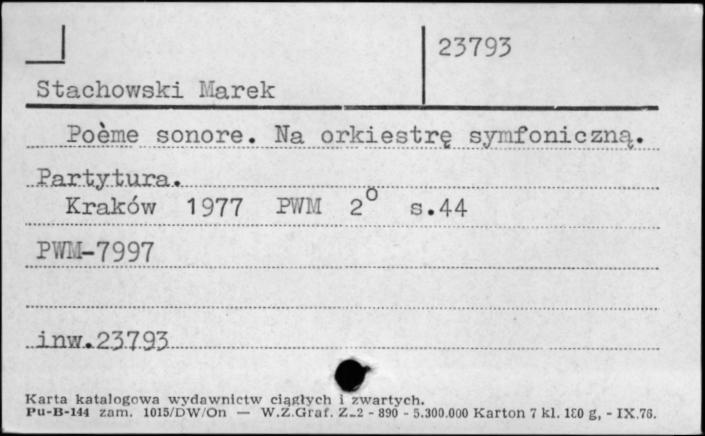 23793
Stachowski Marek
Poème sonore. Na orkiestrę symfoniczną.
Partytura.
Kraków 1977 PWM 2° s.44
PWM-7997
inw.23793
Karta katalogowa wydawnictw ciągłych i zwartych.
Pu-B-144 zam. 1015/DW/On — W.Z.Graf. Z-2 - 890 - 5.300.000 Karton 7 kl. 180 g, - IX.76.